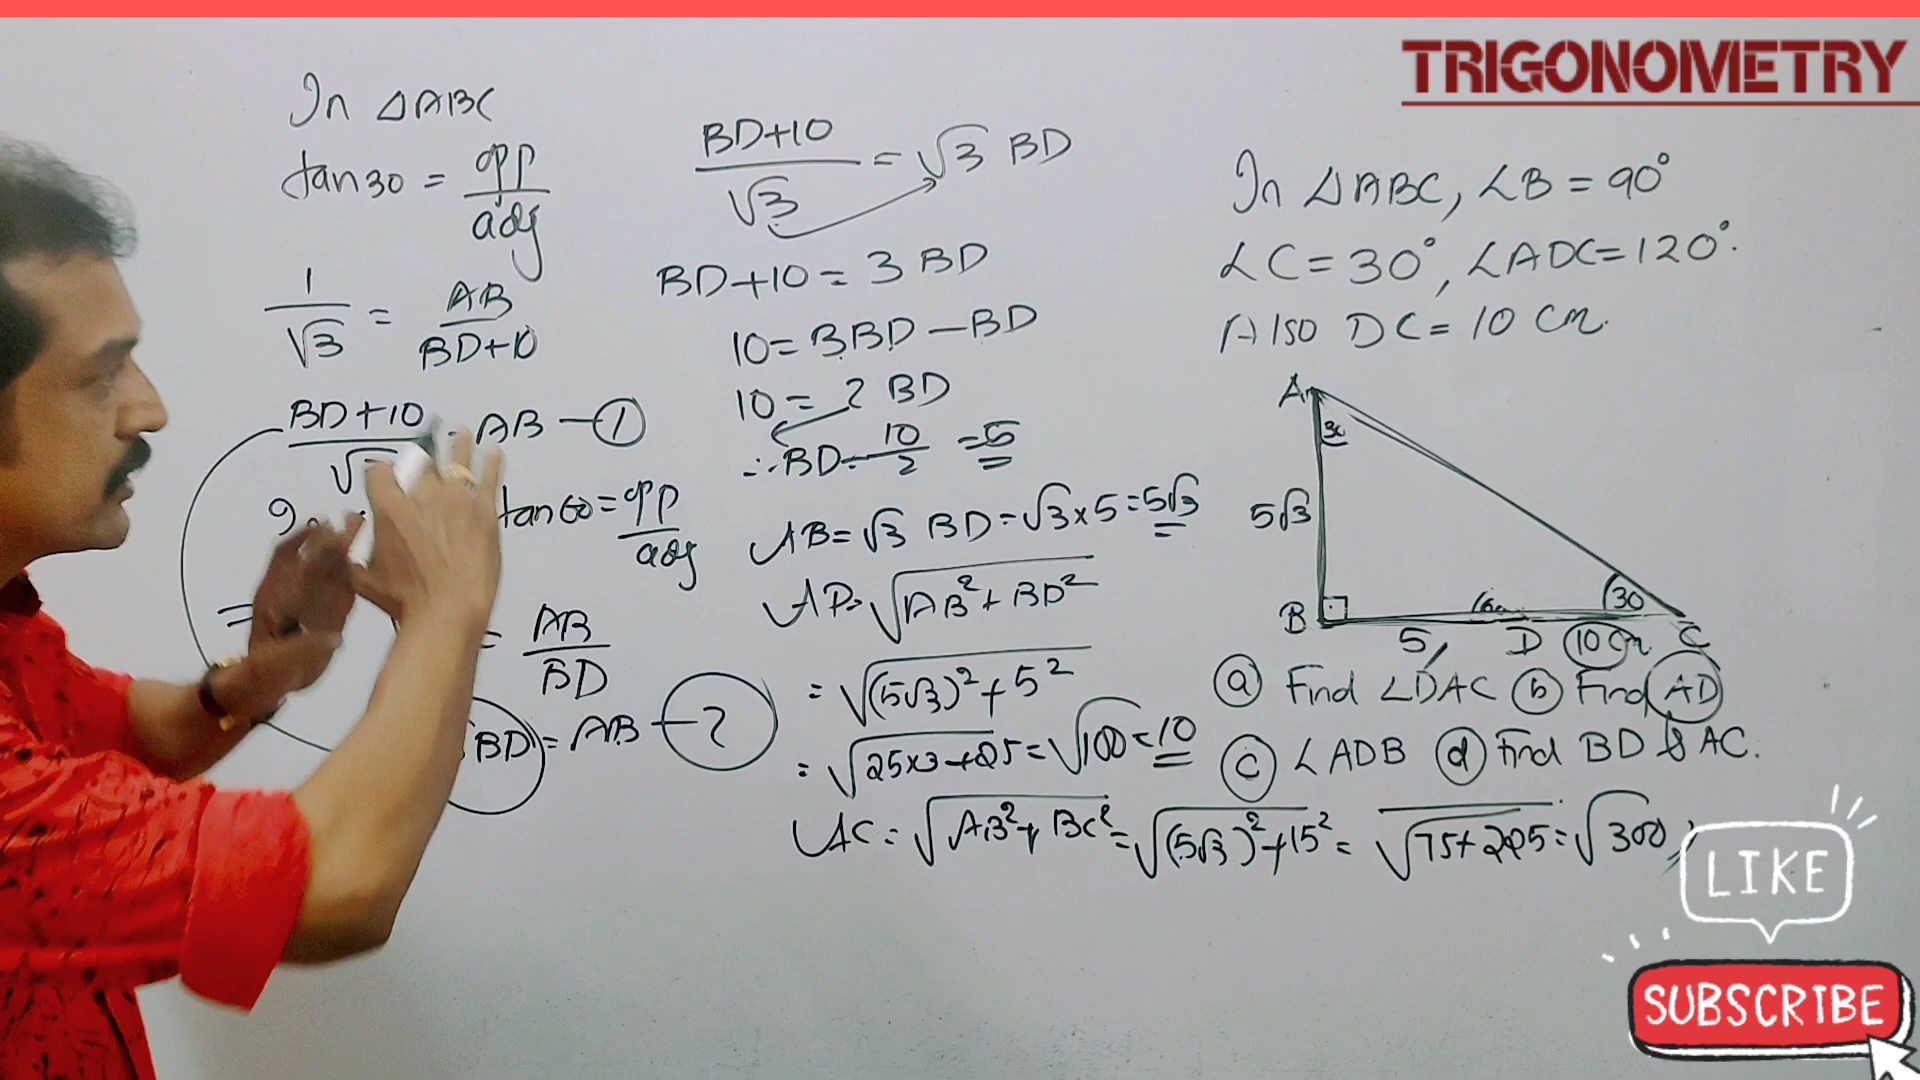 TRIGONOMETRY
In △ABC
tan30 = opp/adj
1/√3 = AB/BD+10
BD+10/√ = AB — ①
tan60 = opp/adj
= AB/BD
BD = AB — 2
BD+10/√3 = √3 BD
BD+10 = 3 BD
10 = 3BD – BD
10 = 2 BD
∴ BD = 10/2 = 5
AB = √3 BD = √3×5 = 5√3
AD = √AB²+BD²
= √(5√3)²+5²
= √25×3+25 = √100 = 10
AC = √AB²+BC² = √(5√3)²+15² = √75+225 = √300
In △ABC, ∠B = 90°
∠C = 30°, ∠ADC = 120°.
Also DC = 10 cm.
A
30
5√3
30
B 5 D 10 cm C
ⓐ Find ∠DAC ⓑ Find AD
ⓒ ∠ADB ⓓ Find BD & AC.
LIKE
SUBSCRIBE